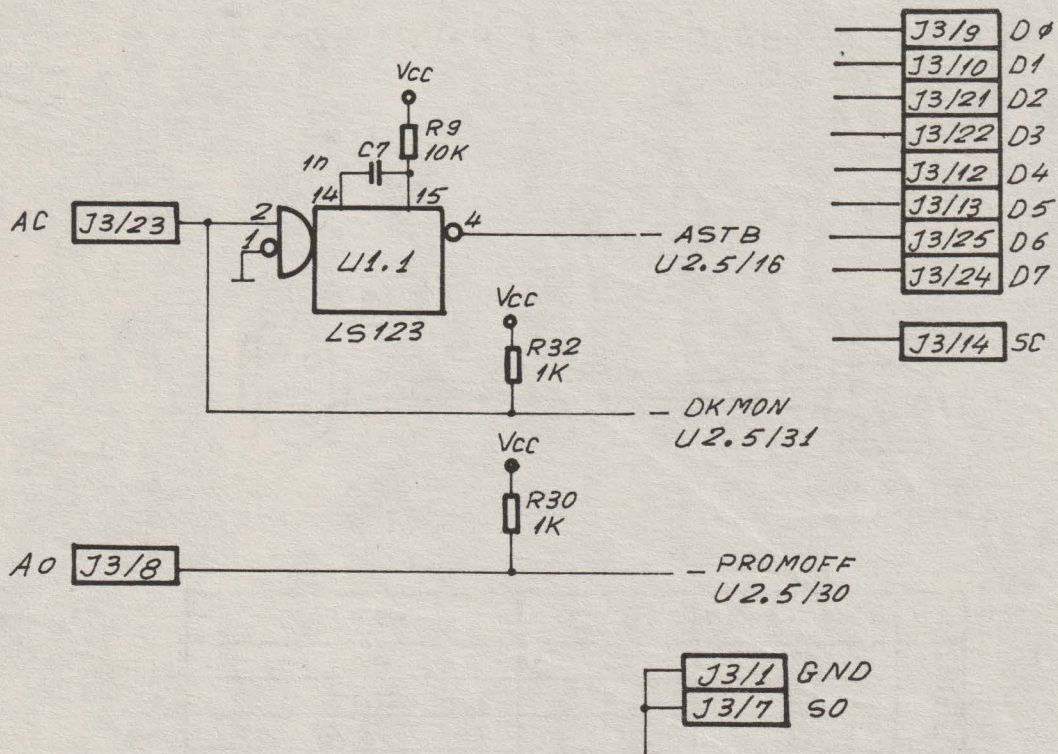 J3/9 DØ
J3/10 D1
J3/21 D2
J3/22 D3
J3/12 D4
J3/13 D5
J3/25 D6
J3/24 D7
J3/14 SC
Vcc
R9
10K
C7
1n
14
15
AC J3/23
2
1
4
U1.1
LS123
— ASTB
U2.5/16
Vcc
R32
1K
— DKMON
U2.5/31
Vcc
R30
1K
AO J3/8
— PROMOFF
U2.5/30
J3/1 GND
J3/7 SO